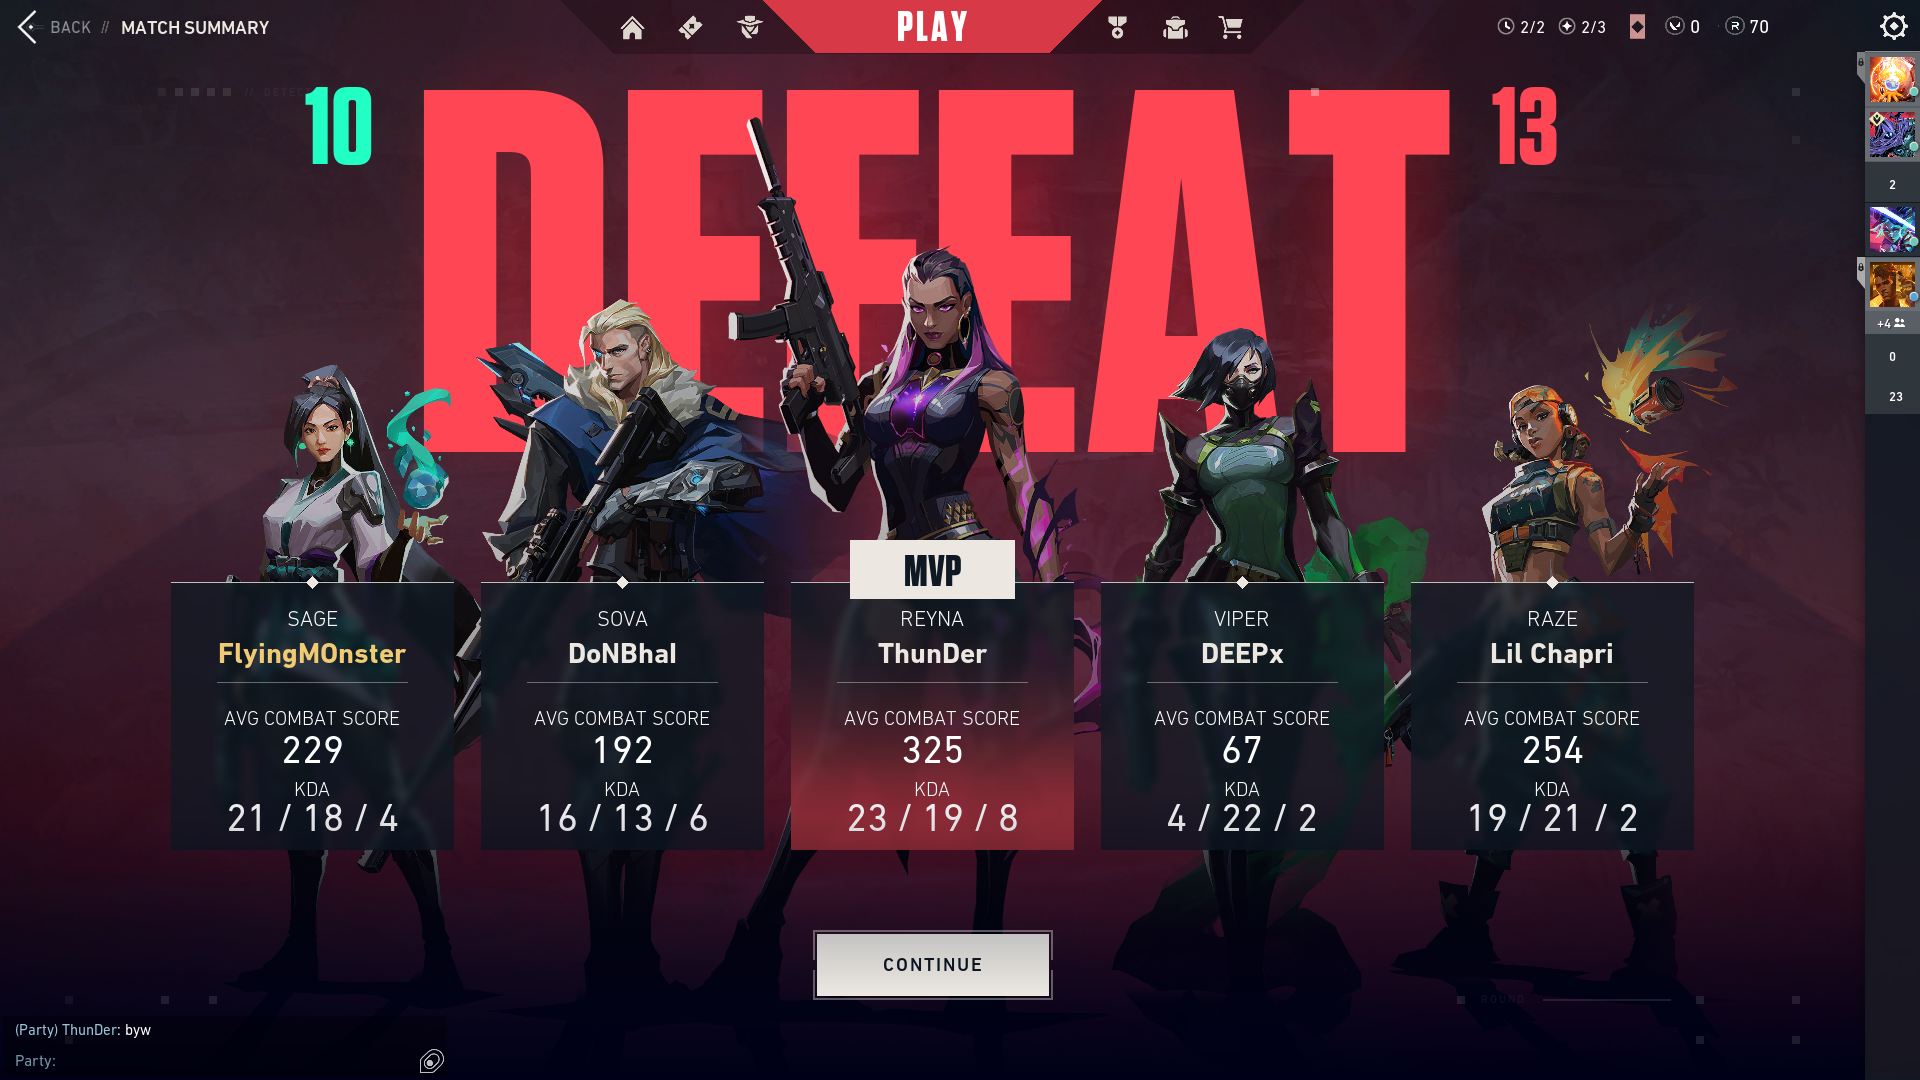 BACK // MATCH SUMMARY
PLAY
2/2 2/3 0 R 70
10 DEFEAT 13
2
+4
0
23
MVP
SAGE
FlyingMOnster
AVG COMBAT SCORE
229
KDA
21 / 18 / 4
SOVA
DoNBhaI
AVG COMBAT SCORE
192
KDA
16 / 13 / 6
REYNA
ThunDer
AVG COMBAT SCORE
325
KDA
23 / 19 / 8
VIPER
DEEPx
AVG COMBAT SCORE
67
KDA
4 / 22 / 2
RAZE
Lil Chapri
AVG COMBAT SCORE
254
KDA
19 / 21 / 2
CONTINUE
ROUND
(Party) ThunDer: byw
Party: